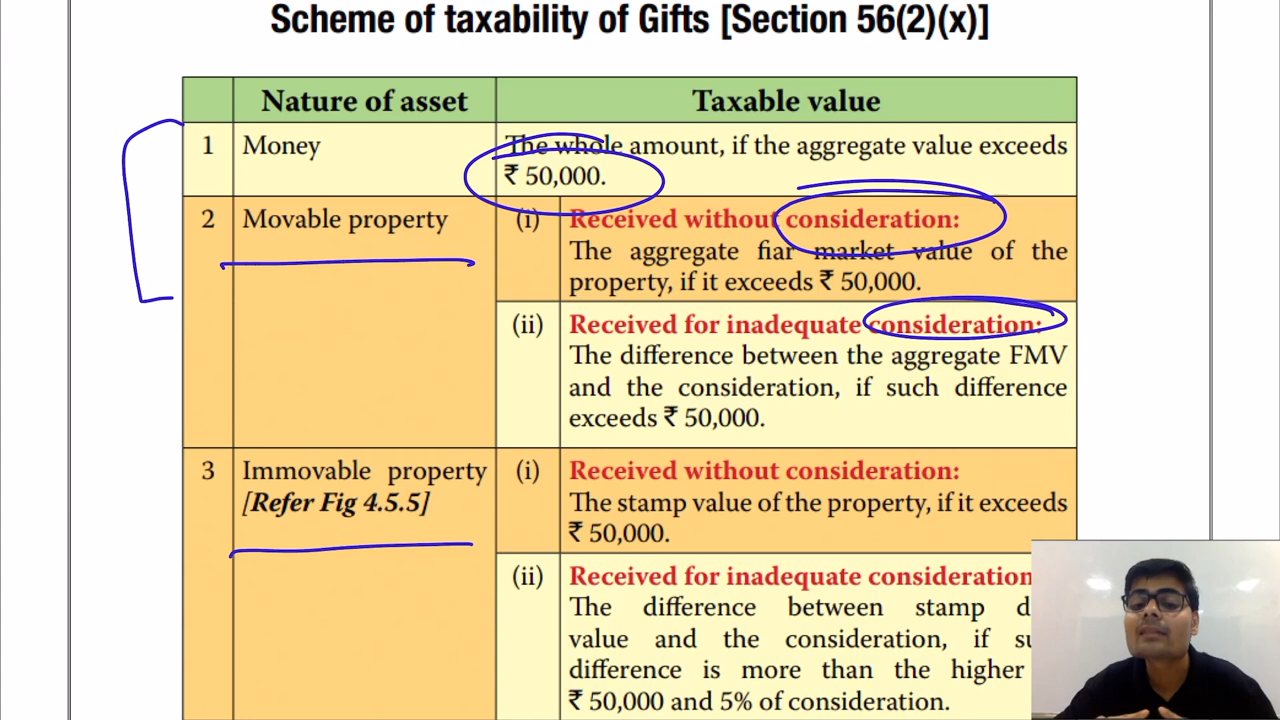 Scheme of taxability of Gifts [Section 56(2)(x)]
Nature of asset
Taxable value
1
Money
The whole amount, if the aggregate value exceeds
₹ 50,000.
2
Movable property
(i)
Received without consideration:
The aggregate fiar market value of the
property, if it exceeds ₹ 50,000.
(ii)
Received for inadequate consideration:
The difference between the aggregate FMV
and the consideration, if such difference
exceeds ₹ 50,000.
3
Immovable property
[Refer Fig 4.5.5]
(i)
Received without consideration:
The stamp value of the property, if it exceeds
₹ 50,000.
(ii)
Received for inadequate consideration
The difference between stamp
value and the consideration, if
difference is more than the higher
₹ 50,000 and 5% of consideration.